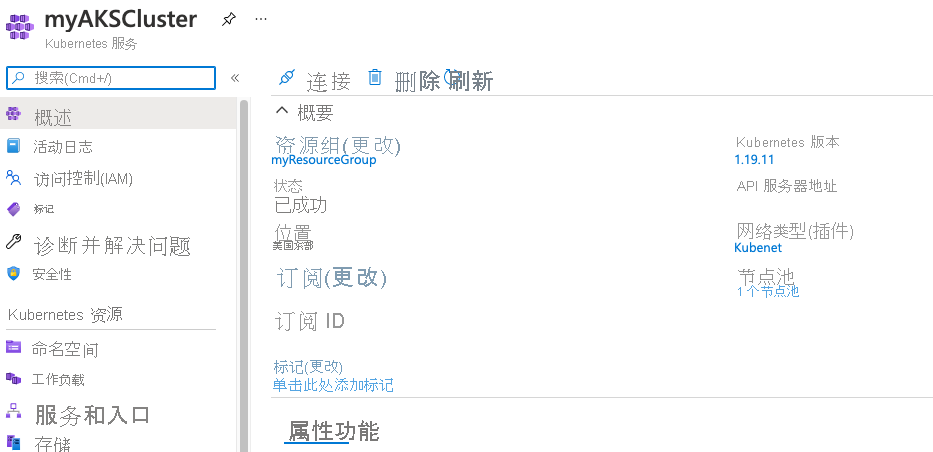 myAKSCluster
Kubernetes 服务
搜索(Cmd+/)
概述
活动日志
访问控制(IAM)
标记
诊断并解决问题
安全性
Kubernetes 资源
命名空间
工作负载
服务和入口
存储
连接 删除 刷新
概要
资源组(更改)
myResourceGroup
状态
已成功
位置
美国东部
订阅(更改)
订阅 ID
标记(更改)
单击此处添加标记
Kubernetes 版本
1.19.11
API 服务器地址
网络类型(插件)
Kubenet
节点池
1 个节点池
属性功能